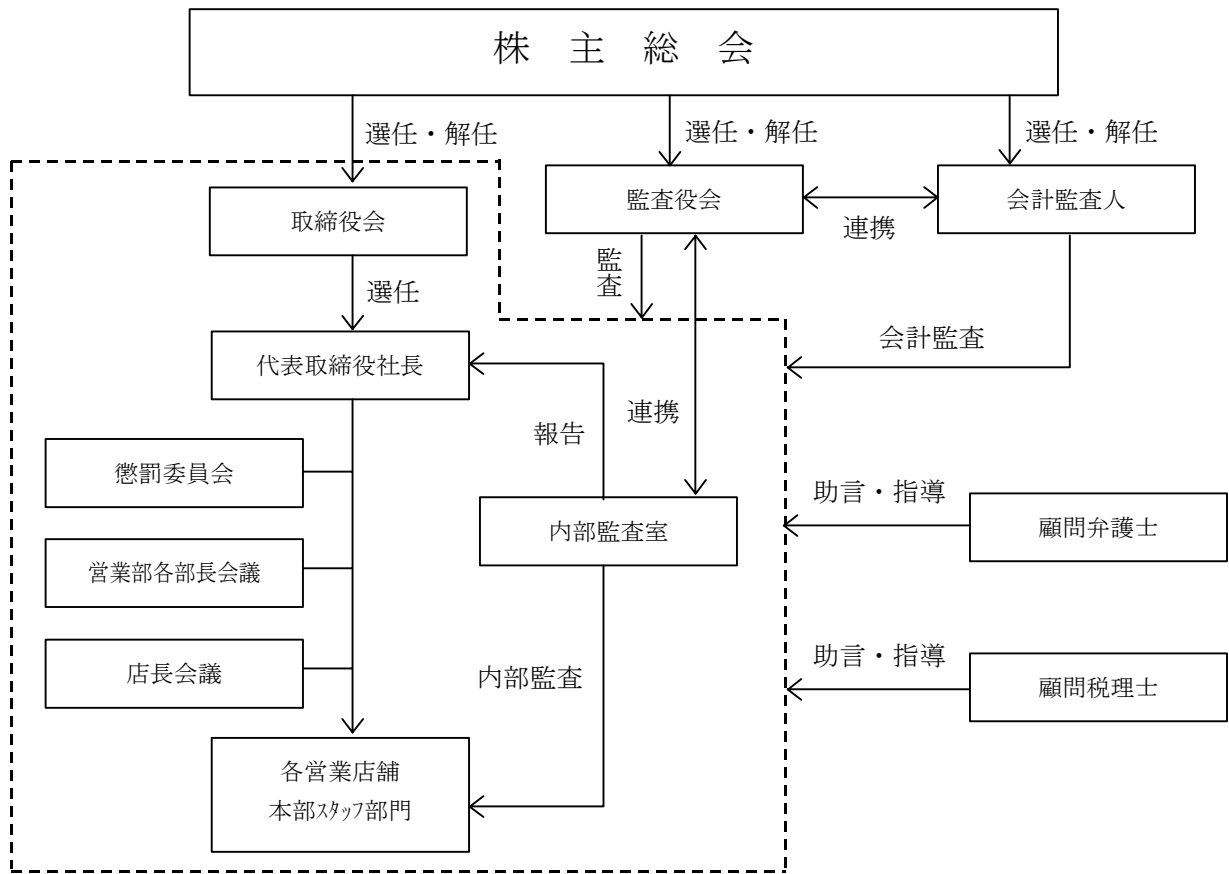 株 主 総 会
選任・解任
選任・解任
選任・解任
取締役会
監査役会
会計監査人
連携
監査
選任
代表取締役社長
会計監査
連携
報告
懲罰委員会
内部監査室
助言・指導
顧問弁護士
営業部各部長会議
店長会議
内部監査
助言・指導
顧問税理士
各営業店舗
本部ｽﾀｯﾌ部門